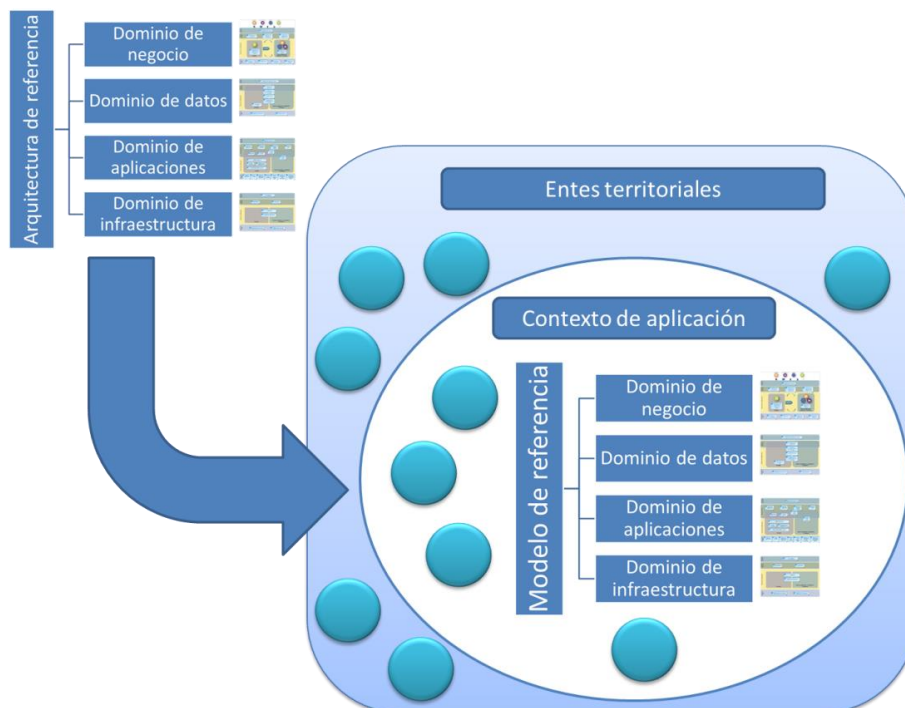 Arquitectura de referencia
Dominio de
negocio
Dominio de datos
Dominio de
aplicaciones
Dominio de
infraestructura
Entes territoriales
Contexto de aplicación
Modelo de referencia
Dominio de
negocio
Dominio de datos
Dominio de
aplicaciones
Dominio de
infraestructura